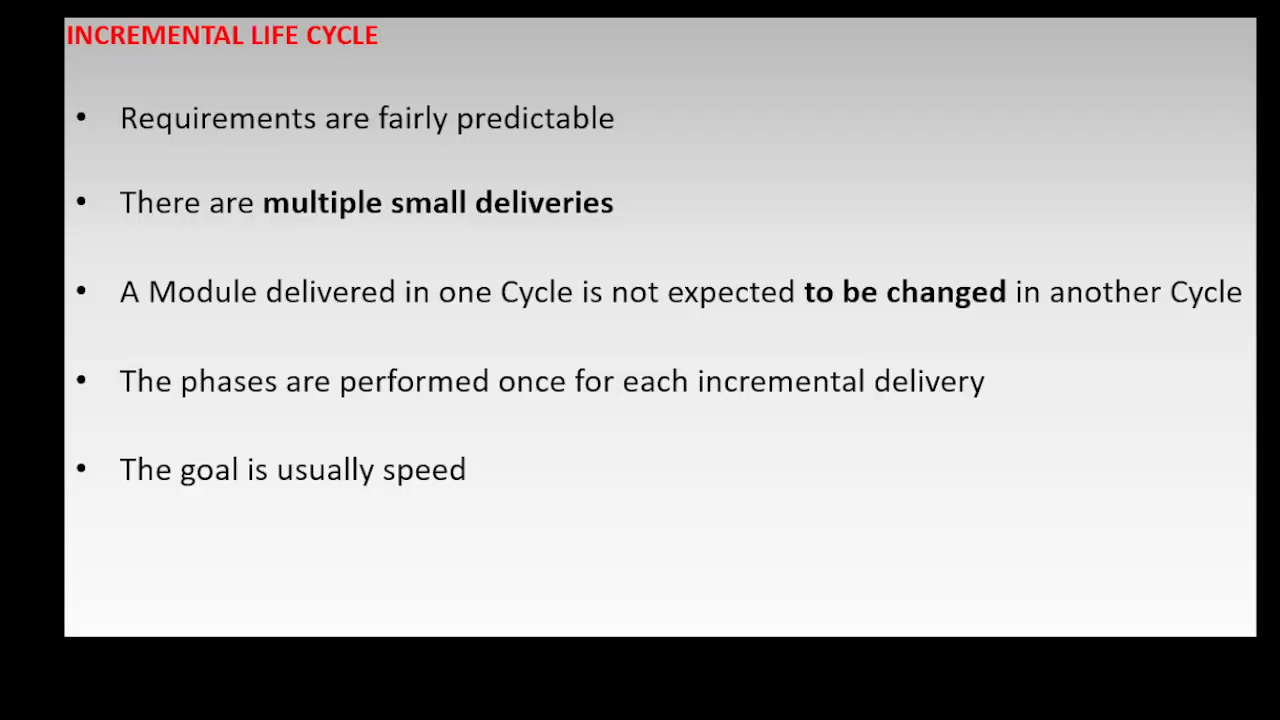 INCREMENTAL LIFE CYCLE
• Requirements are fairly predictable
• There are multiple small deliveries
• A Module delivered in one Cycle is not expected to be changed in another Cycle
• The phases are performed once for each incremental delivery
• The goal is usually speed